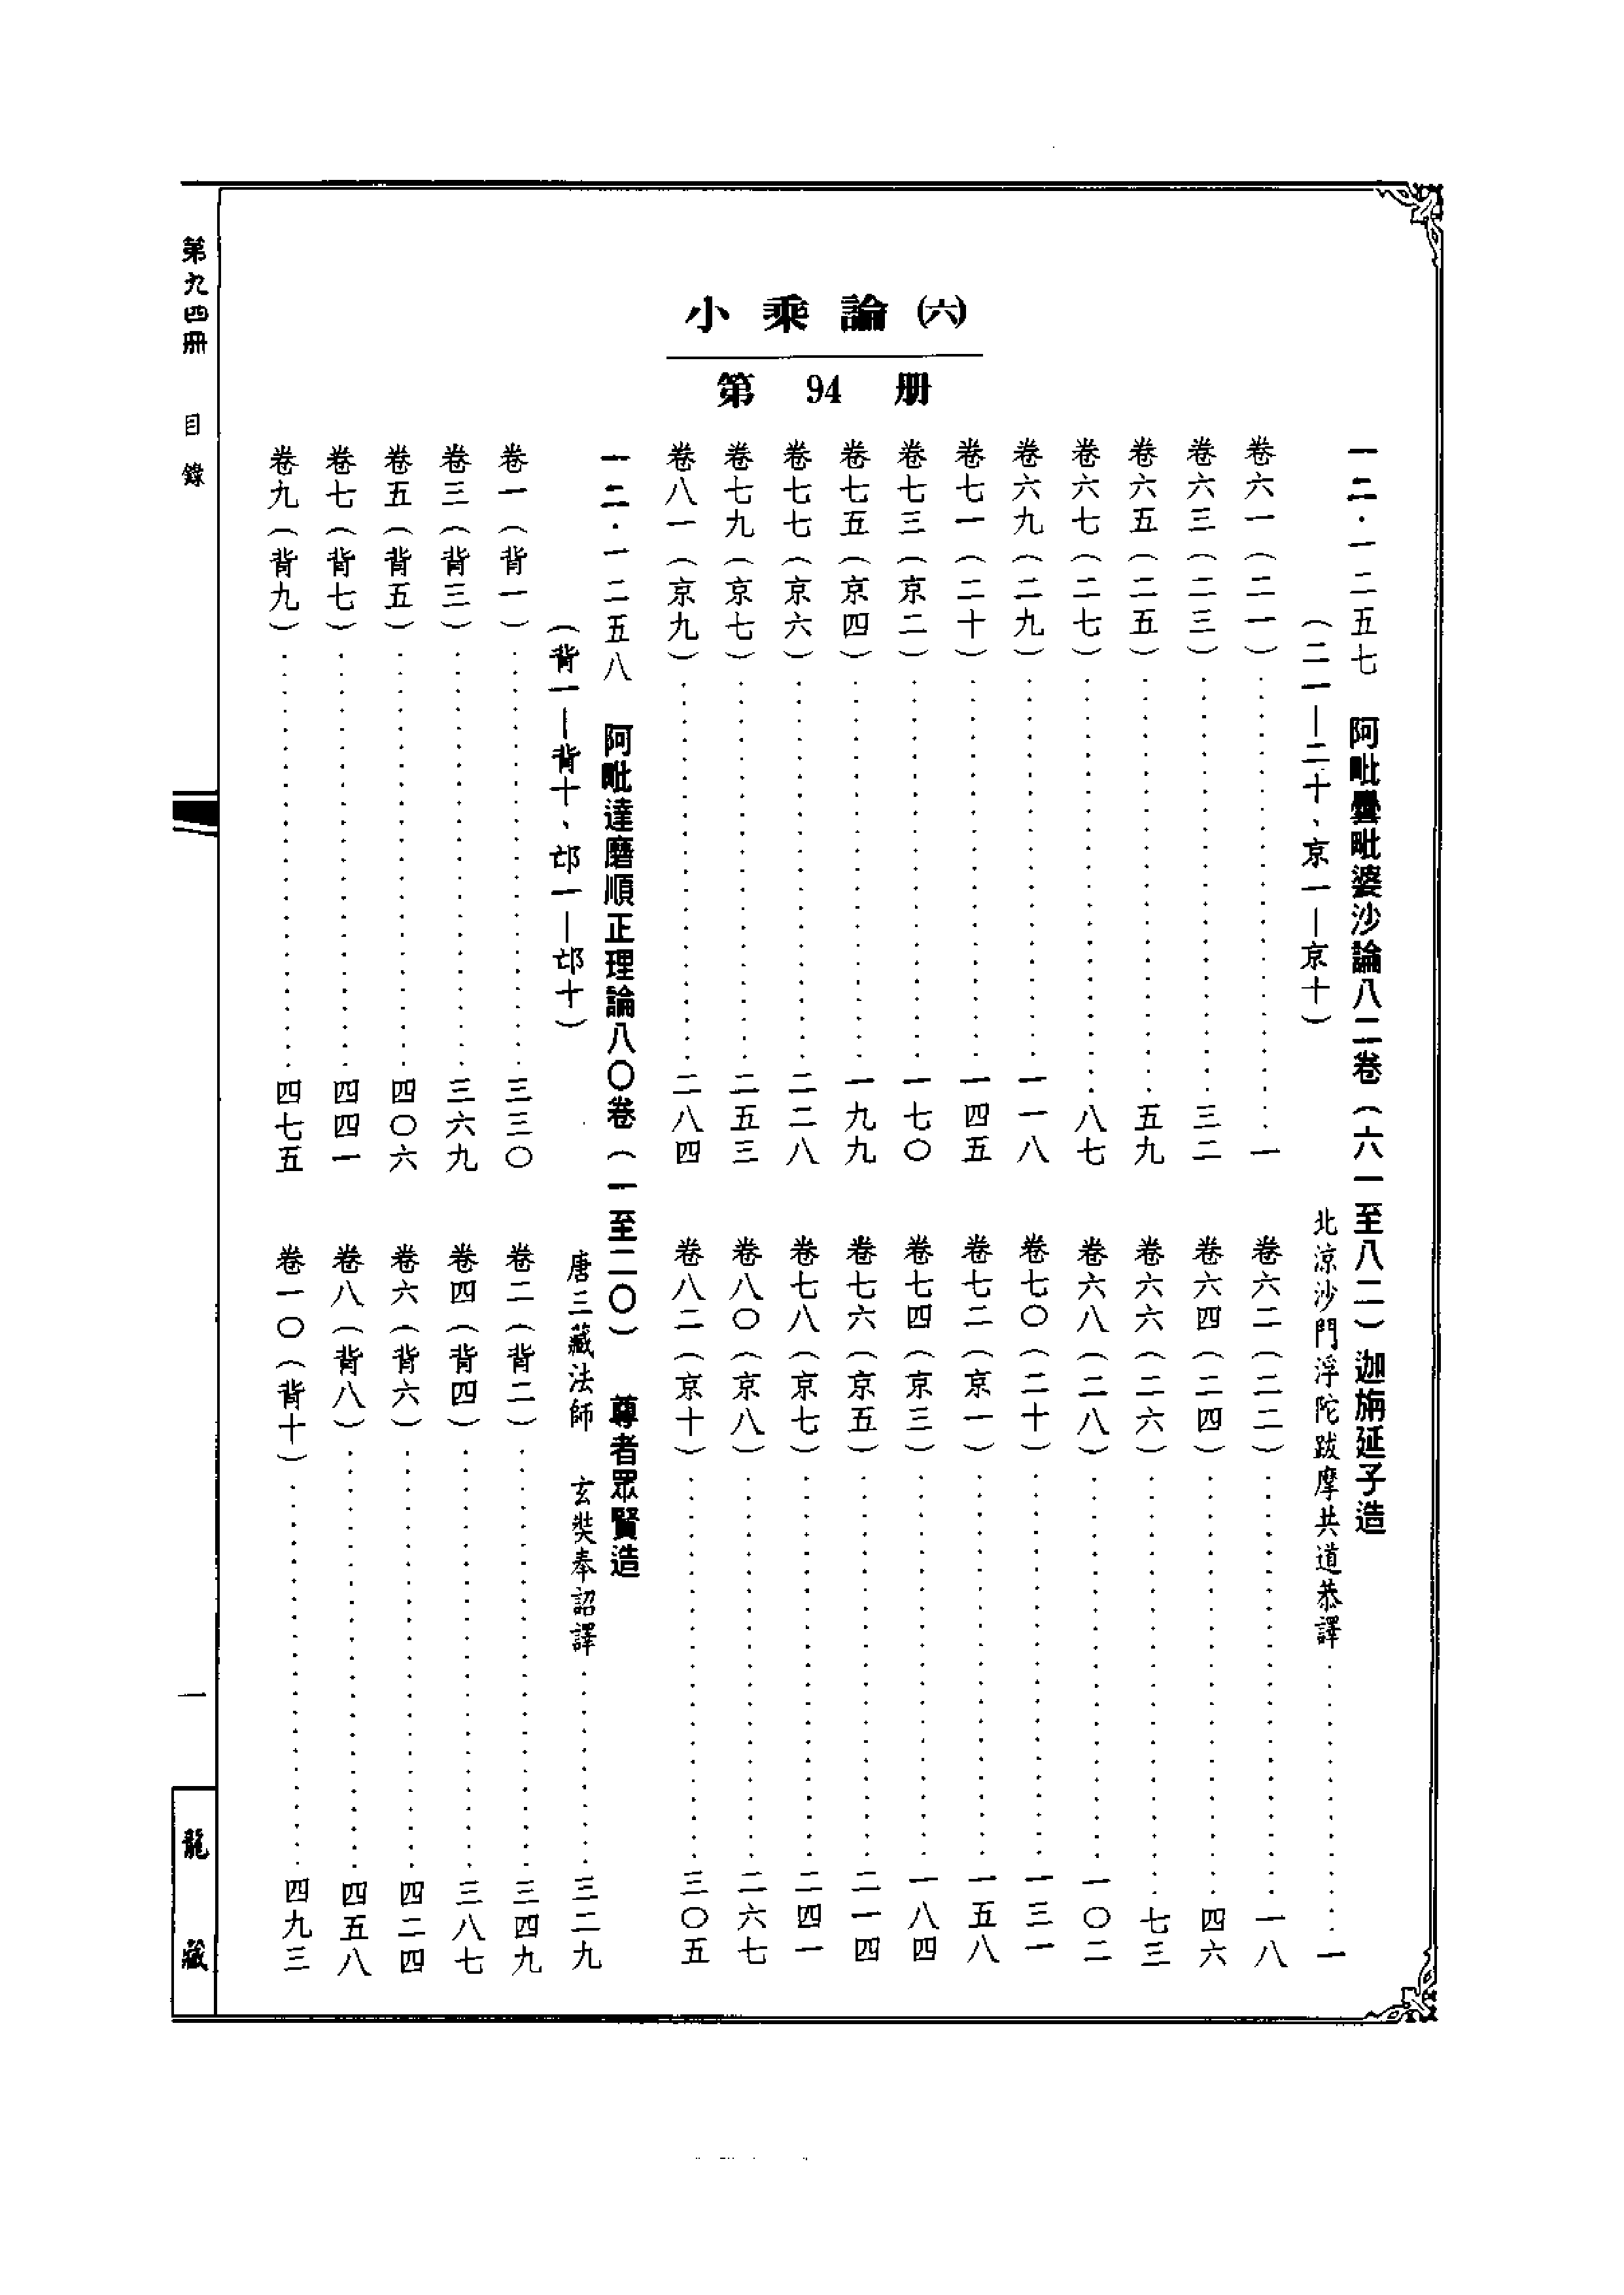 小乘論(六)
第 94 册
一二·一二五七 阿毗曇毗婆沙論八二卷（六一至八二）迦旃延子造
（二一—二十、京一—京十） 北涼沙門浮陀跋摩共道恭譯……一
卷六一（二一）……一 卷六二（二二）……一八
卷六三（二三）……三二 卷六四（二四）……四六
卷六五（二五）……五九 卷六六（二六）……七三
卷六七（二七）……八七 卷六八（二八）……一〇二
卷六九（二九）……一一八 卷七〇（二十）……一三一
卷七一（二十）……一四五 卷七二（京一）……一五八
卷七三（京二）……一七〇 卷七四（京三）……一八四
卷七五（京四）……一九九 卷七六（京五）……二一四
卷七七（京六）……二二八 卷七八（京七）……二四一
卷七九（京七）……二五三 卷八〇（京八）……二六七
卷八一（京九）……二八四 卷八二（京十）……三〇五
一二·一二五八 阿毗達磨順正理論八〇卷（一至二〇） 尊者眾賢造
（背一—背十、邙一—邙十） 唐三藏法師 玄奘奉詔譯……三二九
卷一（背一）……三三〇 卷二（背二）……三四九
卷三（背三）……三六九 卷四（背四）……三八七
卷五（背五）……四〇六 卷六（背六）……四二四
卷七（背七）……四四一 卷八（背八）……四五八
卷九（背九）……四七五 卷一〇（背十）……四九三
第九四冊 目錄
一
龍藏